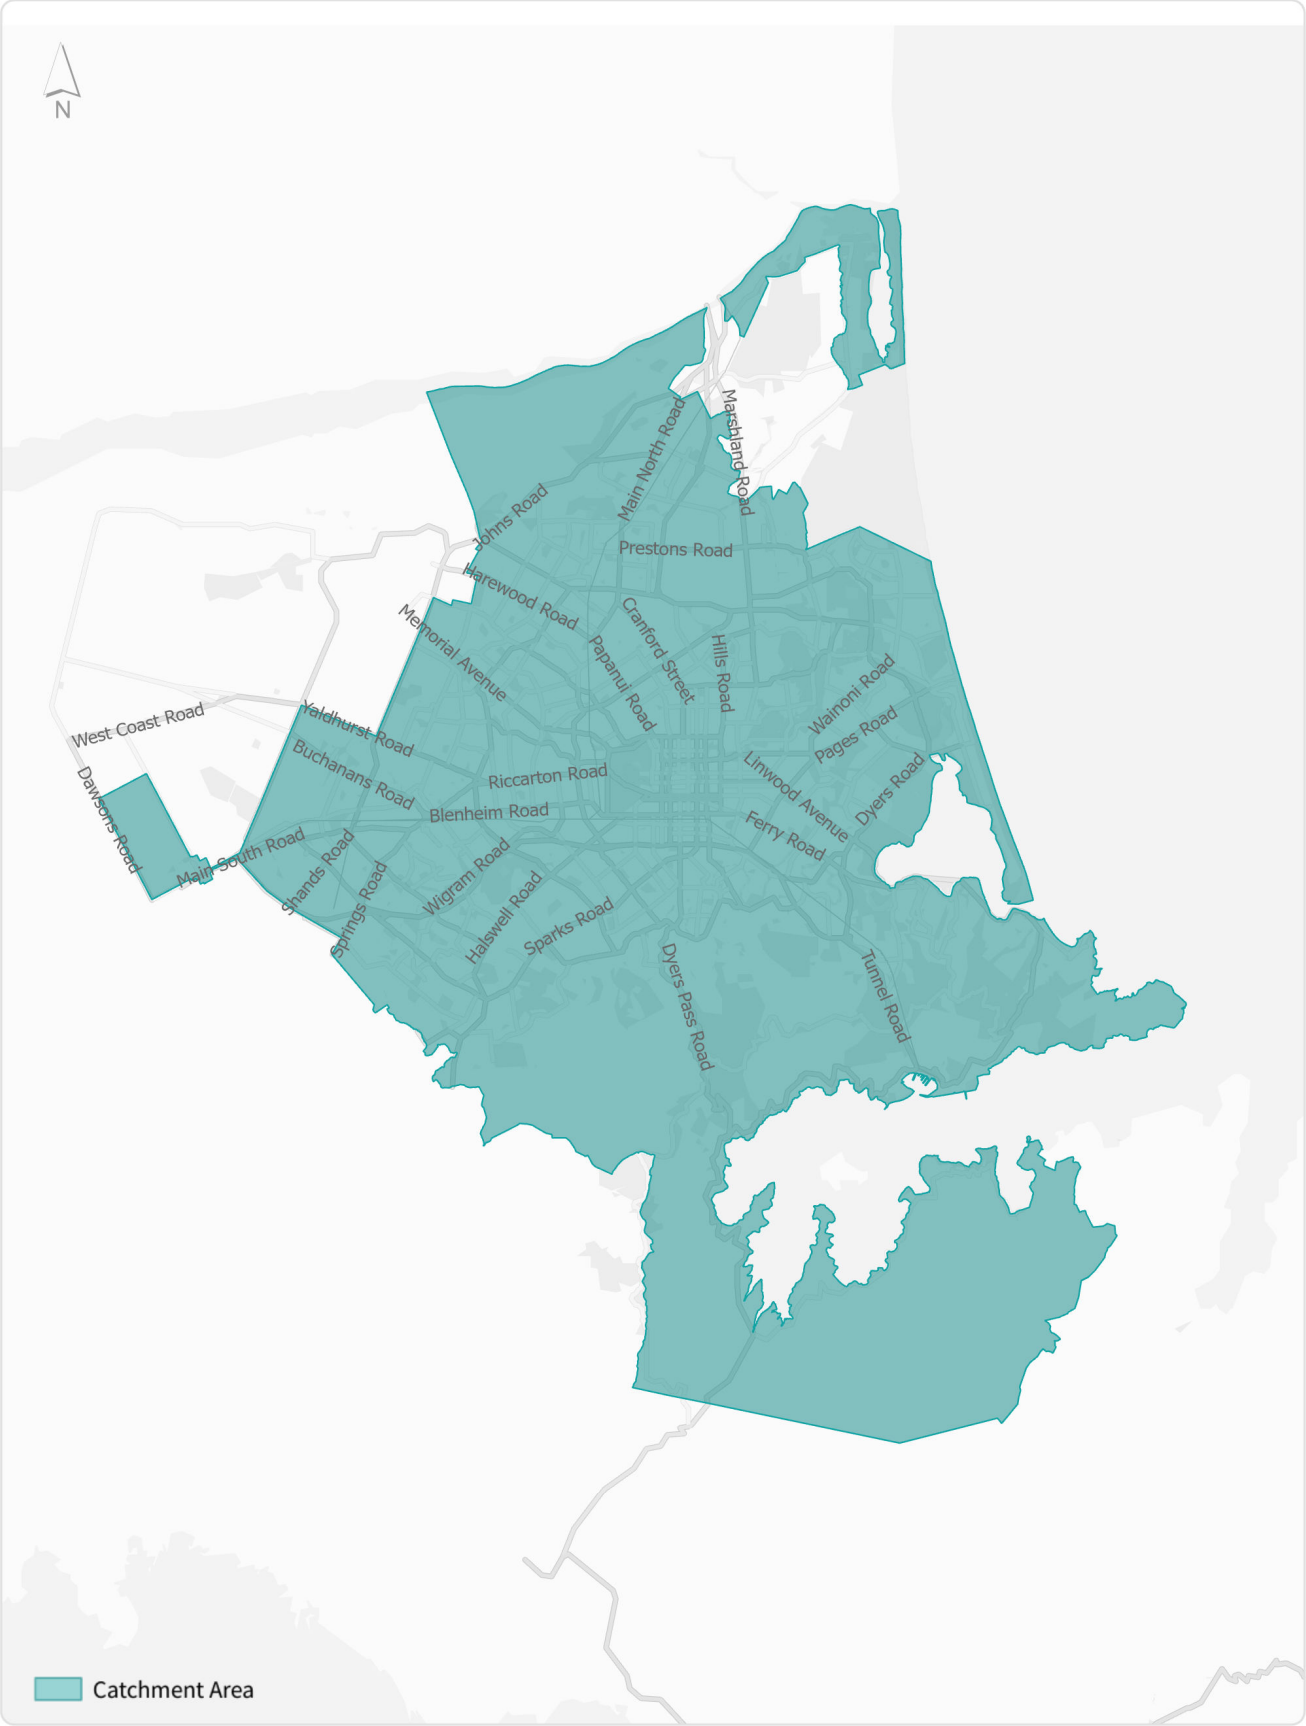 N
Marshland Road
Main North Road
Johns Road
Prestons Road
Harewood Road
Memorial Avenue
Cranford Street
Papanui Road
Hills Road
Wainoni Road
West Coast Road
Yaldhurst Road
Pages Road
Buchanans Road
Riccarton Road
Linwood Avenue
Dyers Road
Dawsons Road
Blenheim Road
Ferry Road
Main South Road
Shands Road
Wigram Road
Springs Road
Halswell Road
Sparks Road
Dyers Pass Road
Tunnel Road
Catchment Area